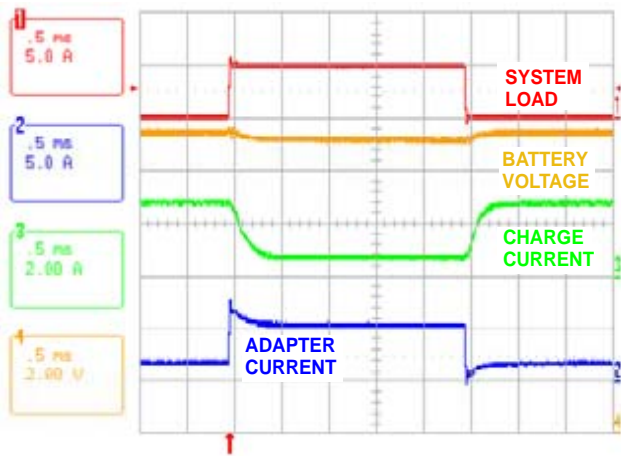 1
.5 ms
5.0 A
2
.5 ms
5.0 A
3
.5 ms
2.00 A
4
.5 ms
2.00 V
SYSTEM
LOAD
BATTERY
VOLTAGE
CHARGE
CURRENT
ADAPTER
CURRENT